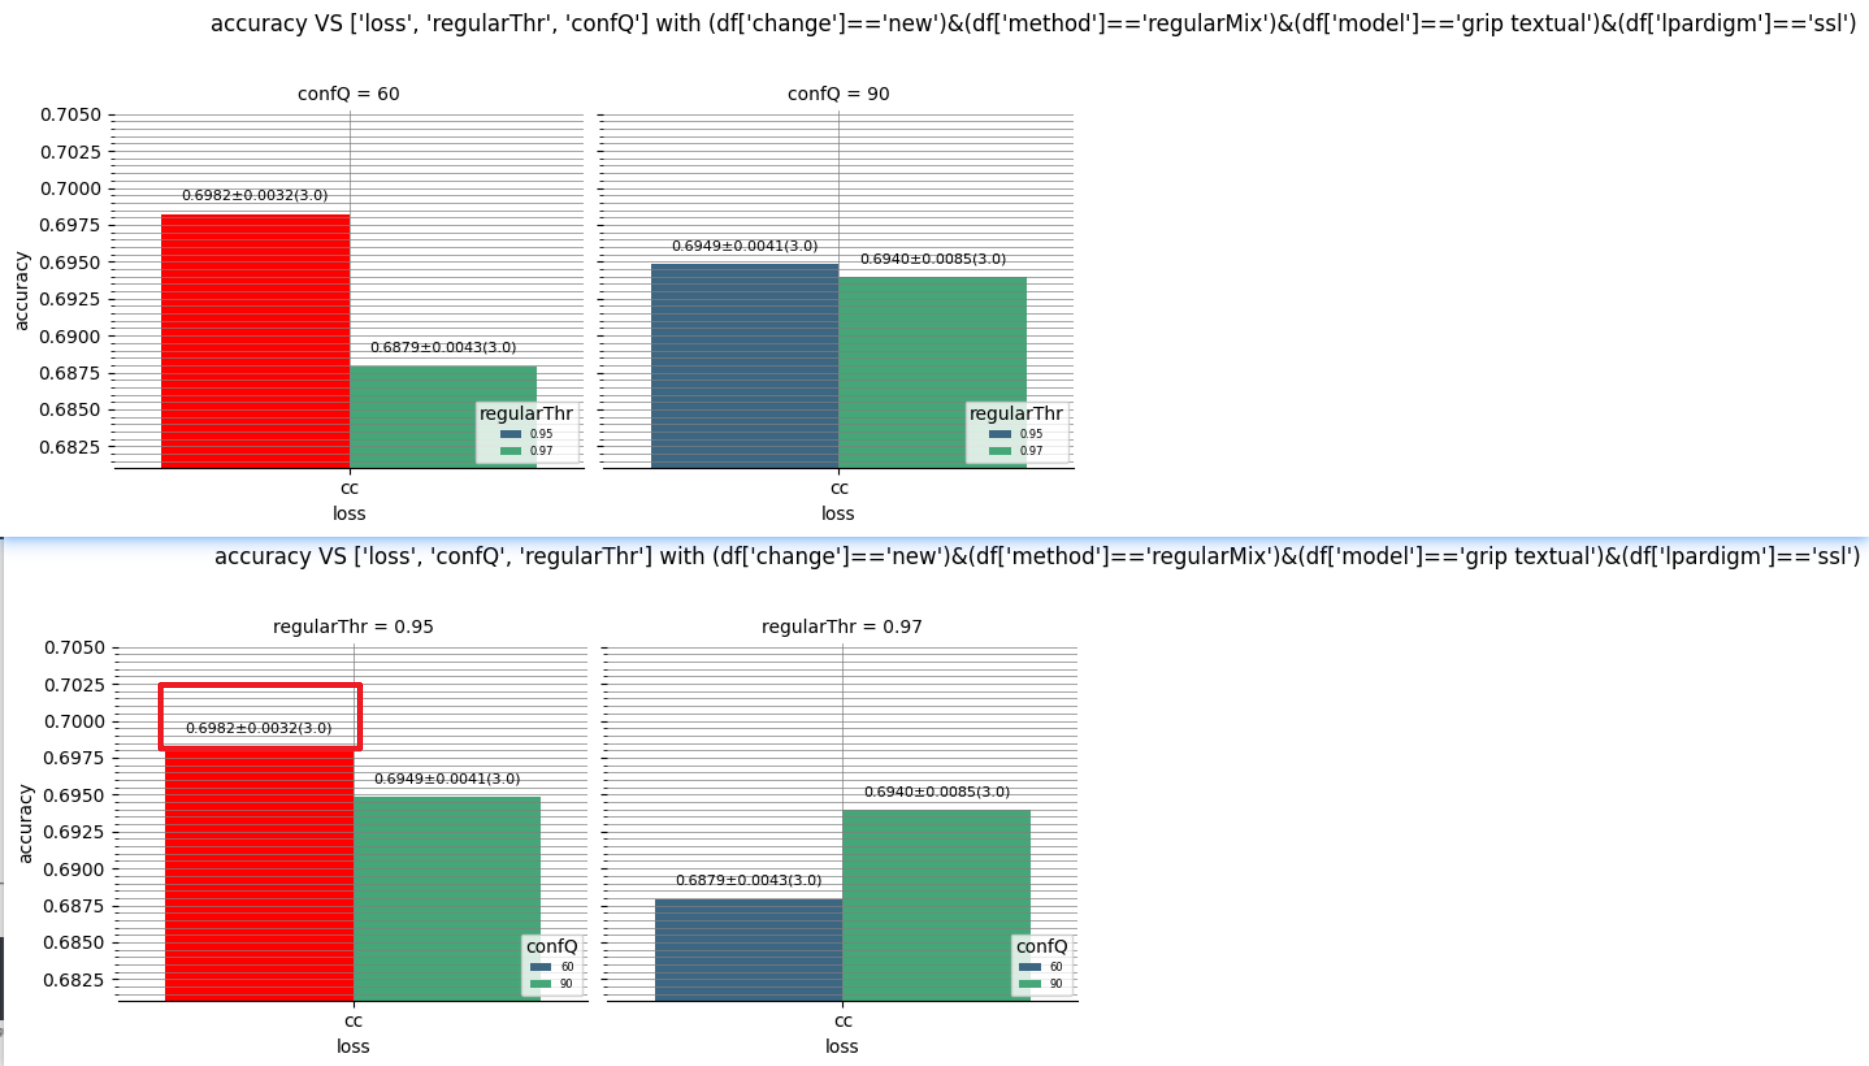 accuracy VS ['loss', 'regularThr', 'confQ'] with (df['change']=='new')&(df['method']=='regularMix')&(df['model']=='grip textual')&(df['lpardigm']=='ssl')
confQ = 60
confQ = 90
0.7050
0.7025
0.7000
0.6975
0.6950
0.6925
0.6900
0.6875
0.6850
0.6825
accuracy
0.6982±0.0032(3.0)
0.6879±0.0043(3.0)
regularThr
0.95
0.97
cc
loss
0.6949±0.0041(3.0)
0.6940±0.0085(3.0)
regularThr
0.95
0.97
cc
loss
accuracy VS ['loss', 'confQ', 'regularThr'] with (df['change']=='new')&(df['method']=='regularMix')&(df['model']=='grip textual')&(df['lpardigm']=='ssl')
regularThr = 0.95
regularThr = 0.97
0.7050
0.7025
0.7000
0.6975
0.6950
0.6925
0.6900
0.6875
0.6850
0.6825
accuracy
0.6982±0.0032(3.0)
0.6949±0.0041(3.0)
confQ
60
90
cc
loss
0.6879±0.0043(3.0)
0.6940±0.0085(3.0)
confQ
60
90
cc
loss